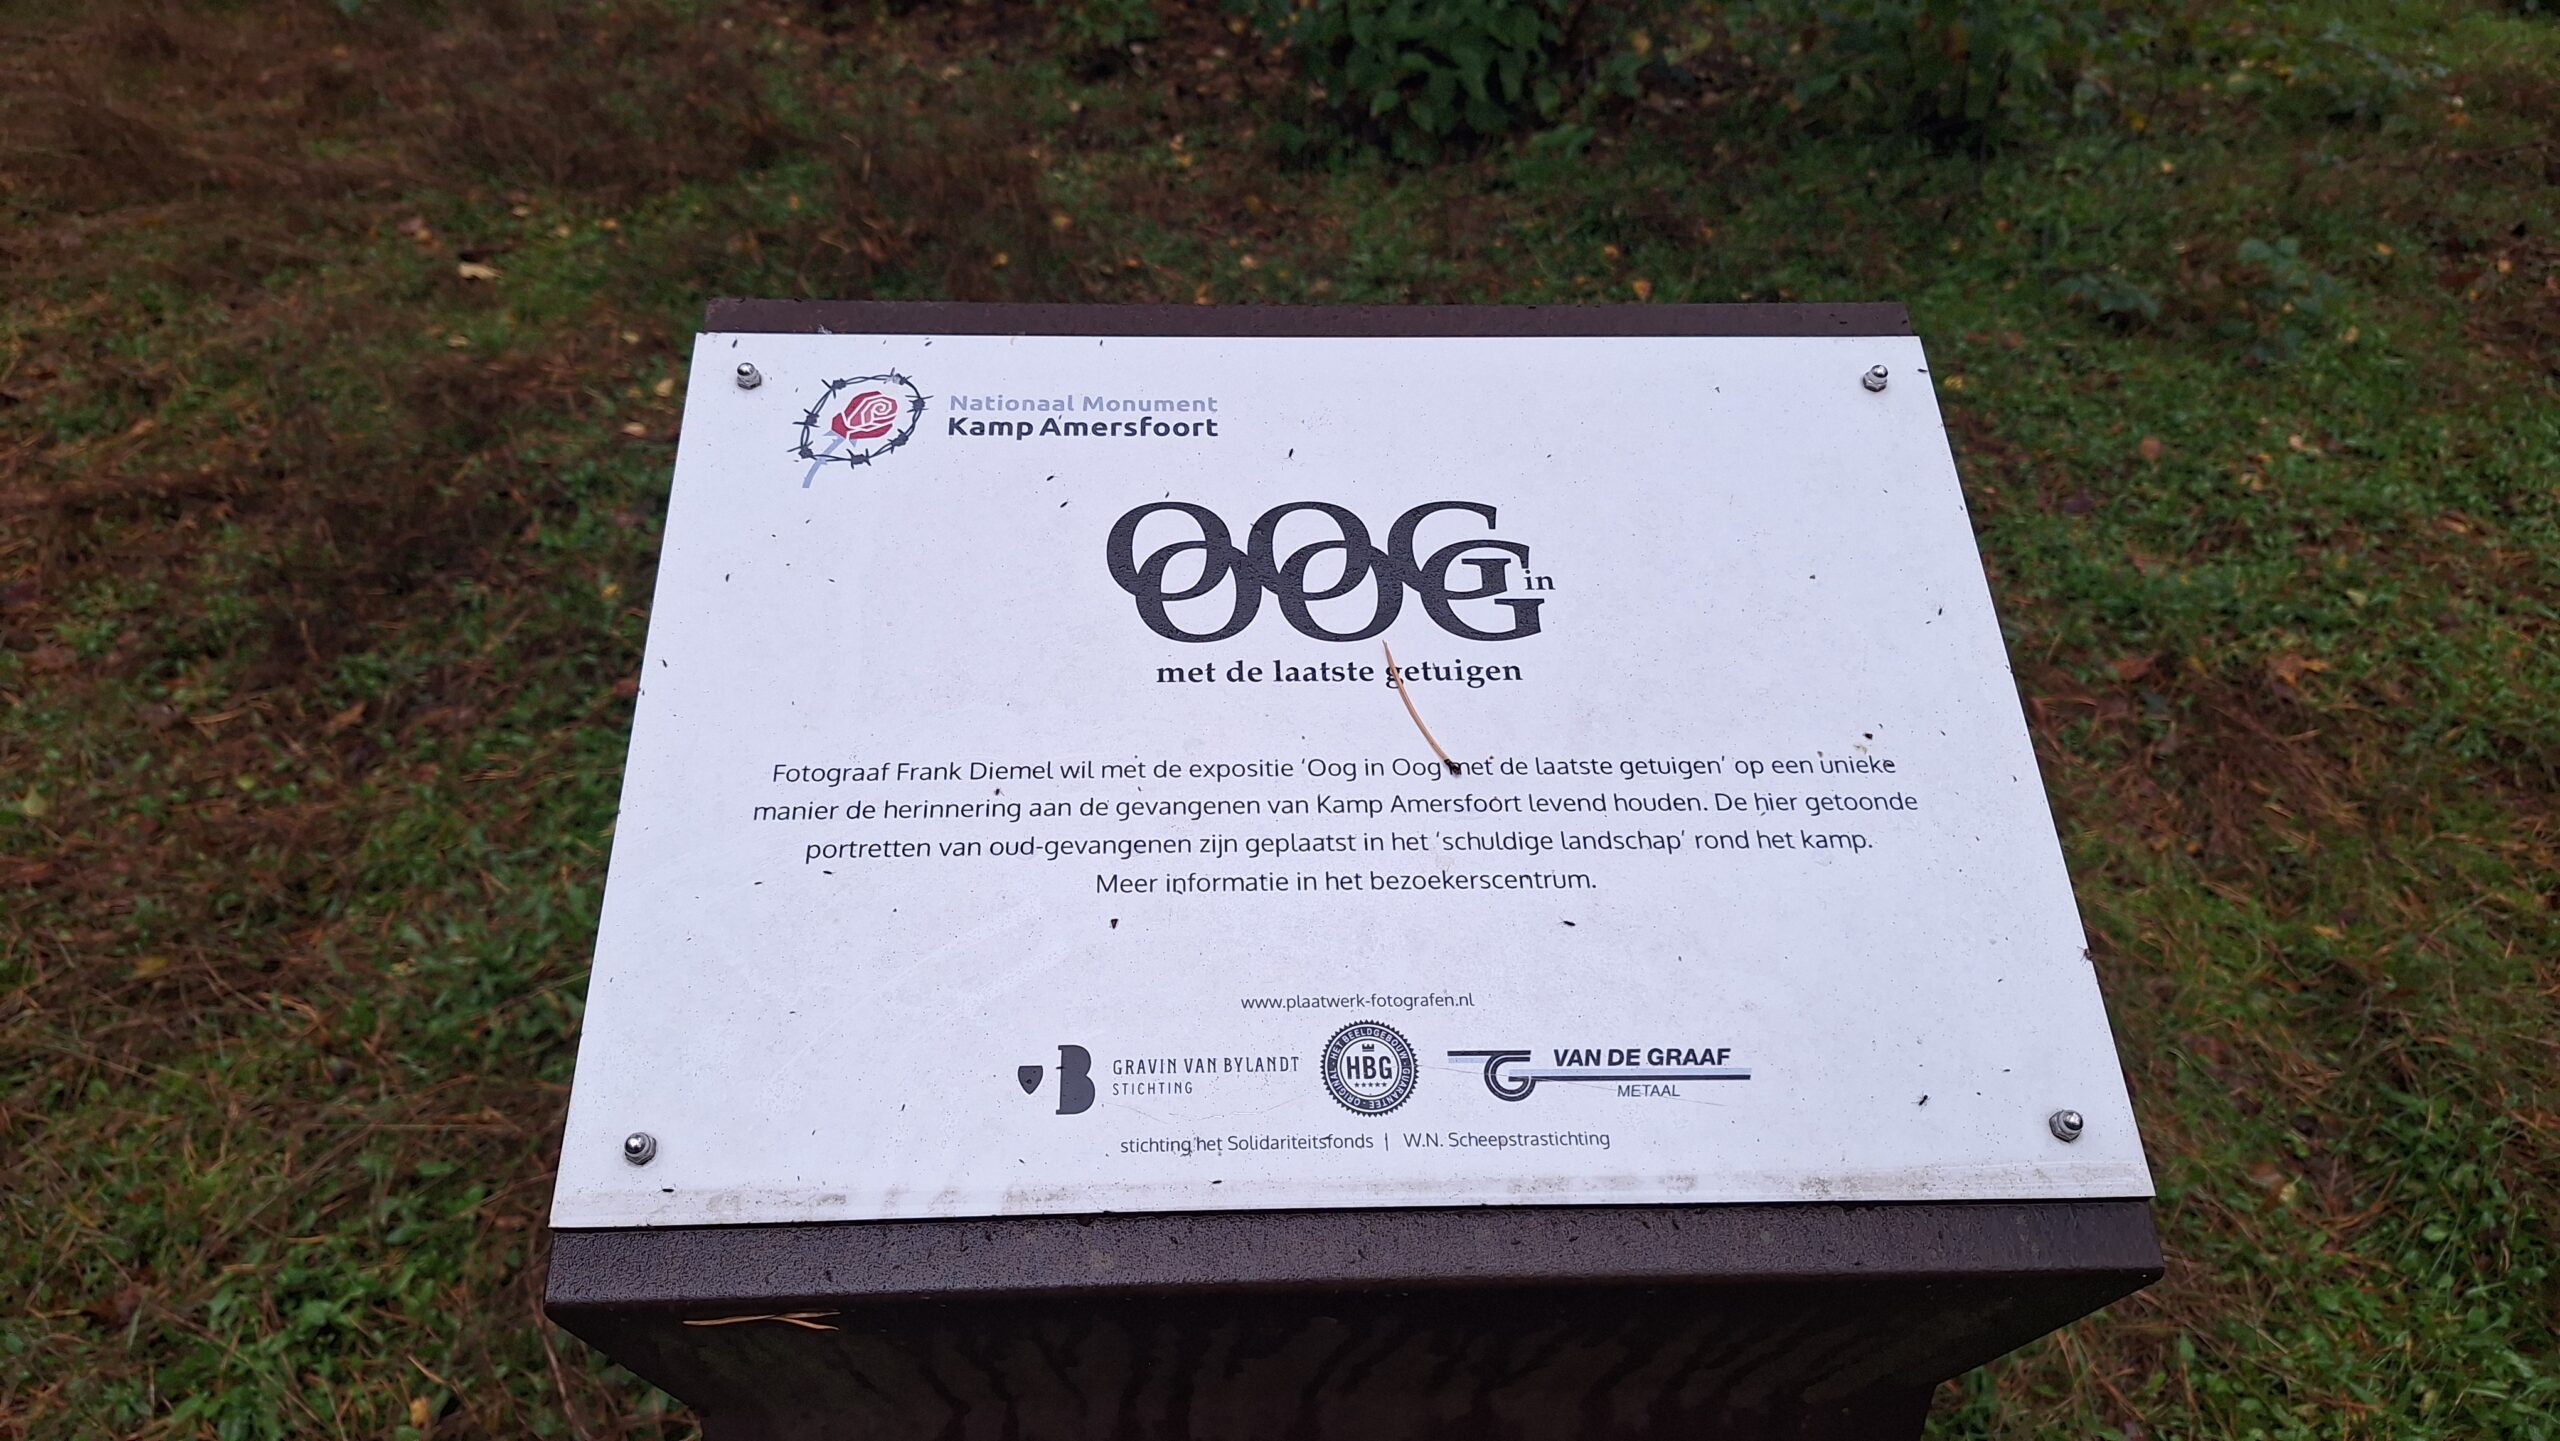 Nationaal Monument
Kamp Amersfoort
OOG in
OOG
met de laatste getuigen
Fotograaf Frank Diemel wil met de expositie ‘Oog in Oog met de laatste getuigen’ op een unieke
manier de herinnering aan de gevangenen van Kamp Amersfoort levend houden. De hier getoonde
portretten van oud-gevangenen zijn geplaatst in het ‘schuldige landschap’ rond het kamp.
Meer informatie in het bezoekerscentrum.
www.plaatwerk-fotografen.nl
B GRAVIN VAN BYLANDT
STICHTING
HET BEELDGEBOUW
HBG
ORIGINAL GUARANTEE
VAN DE GRAAF
METAAL
stichting het Solidariteitsfonds | W.N. Scheepstrastichting